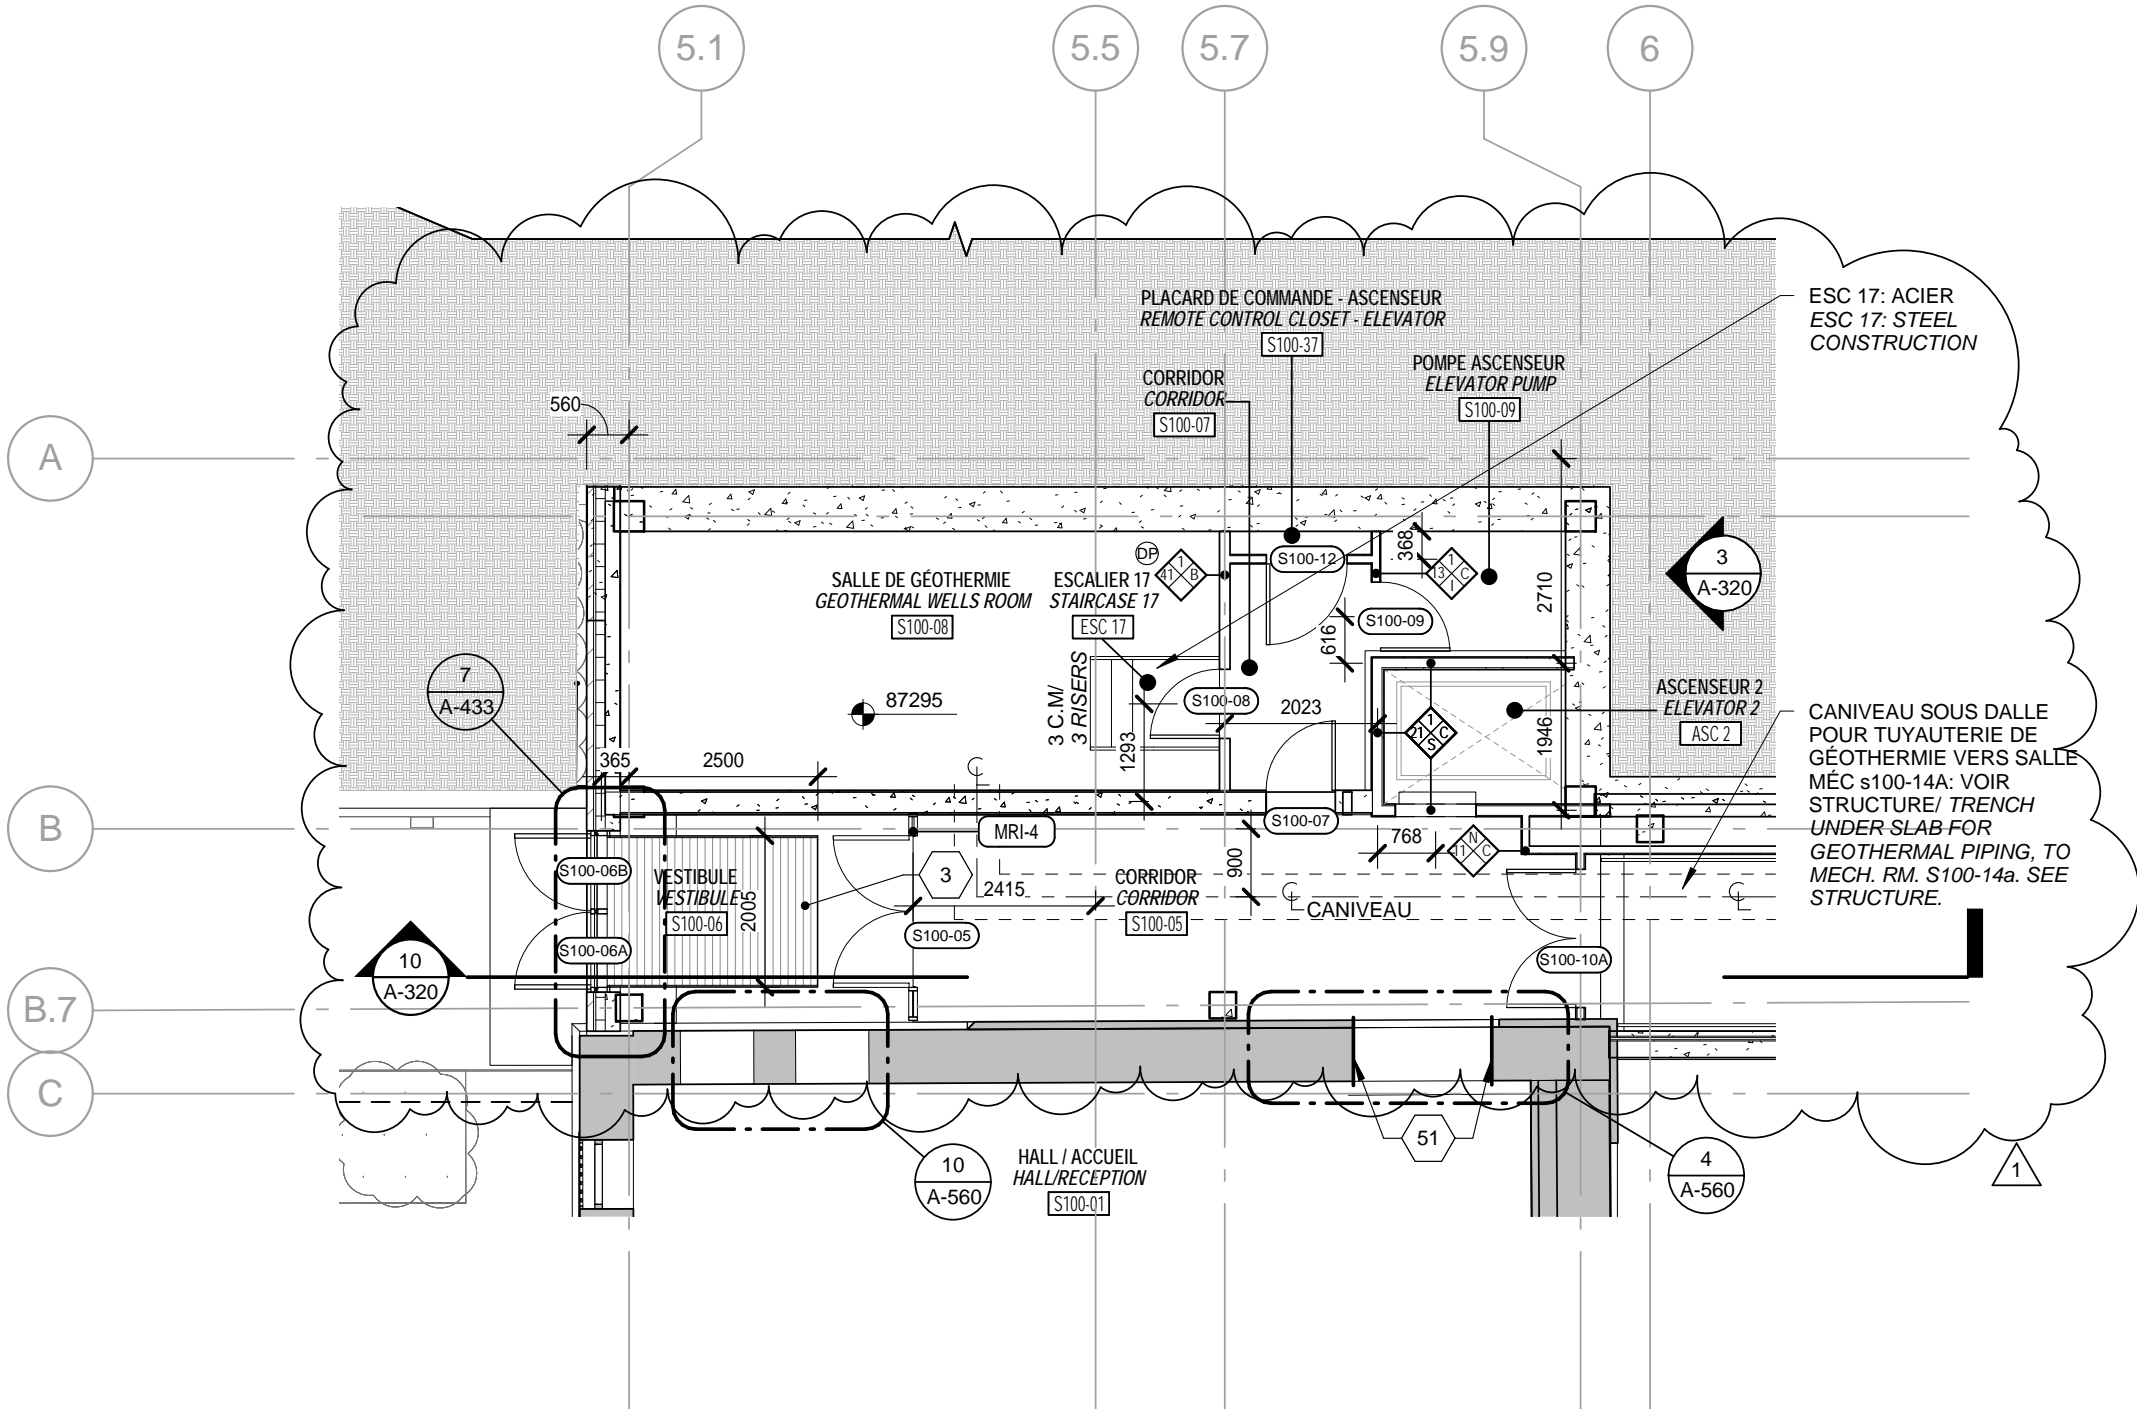 5.1
5.5
5.7
5.9
6
A
B
B.7
C
PLACARD DE COMMANDE - ASCENSEUR
REMOTE CONTROL CLOSET - ELEVATOR
S100-37
ESC 17: ACIER
ESC 17: STEEL
CONSTRUCTION
CORRIDOR
CORRIDOR
S100-07
POMPE ASCENSEUR
ELEVATOR PUMP
S100-09
560
SALLE DE GÉOTHERMIE
GEOTHERMAL WELLS ROOM
S100-08
ESCALIER 17
STAIRCASE 17
ESC 17
DP
1
41
B
S100-12
368
1
13
C
I
2710
3
A-320
S100-09
616
3 C.M/
3 RISERS
S100-08
2023
1293
1
21
C
S
1946
ASCENSEUR 2
ELEVATOR 2
ASC 2
7
A-433
87295
365
2500
CANIVEAU SOUS DALLE
POUR TUYAUTERIE DE
GÉOTHERMIE VERS SALLE
MÉC s100-14A: VOIR
STRUCTURE/ TRENCH
UNDER SLAB FOR
GEOTHERMAL PIPING, TO
MECH. RM. S100-14a. SEE
STRUCTURE.
MRI-4
S100-07
768
N
11
C
900
S100-06B
VESTIBULE
VESTIBULE
S100-06
2005
3
2415
CORRIDOR
CORRIDOR
S100-05
CANIVEAU
S100-06A
S100-05
S100-10A
10
A-320
51
10
A-560
HALL / ACCUEIL
HALL/RECEPTION
S100-01
4
A-560
1